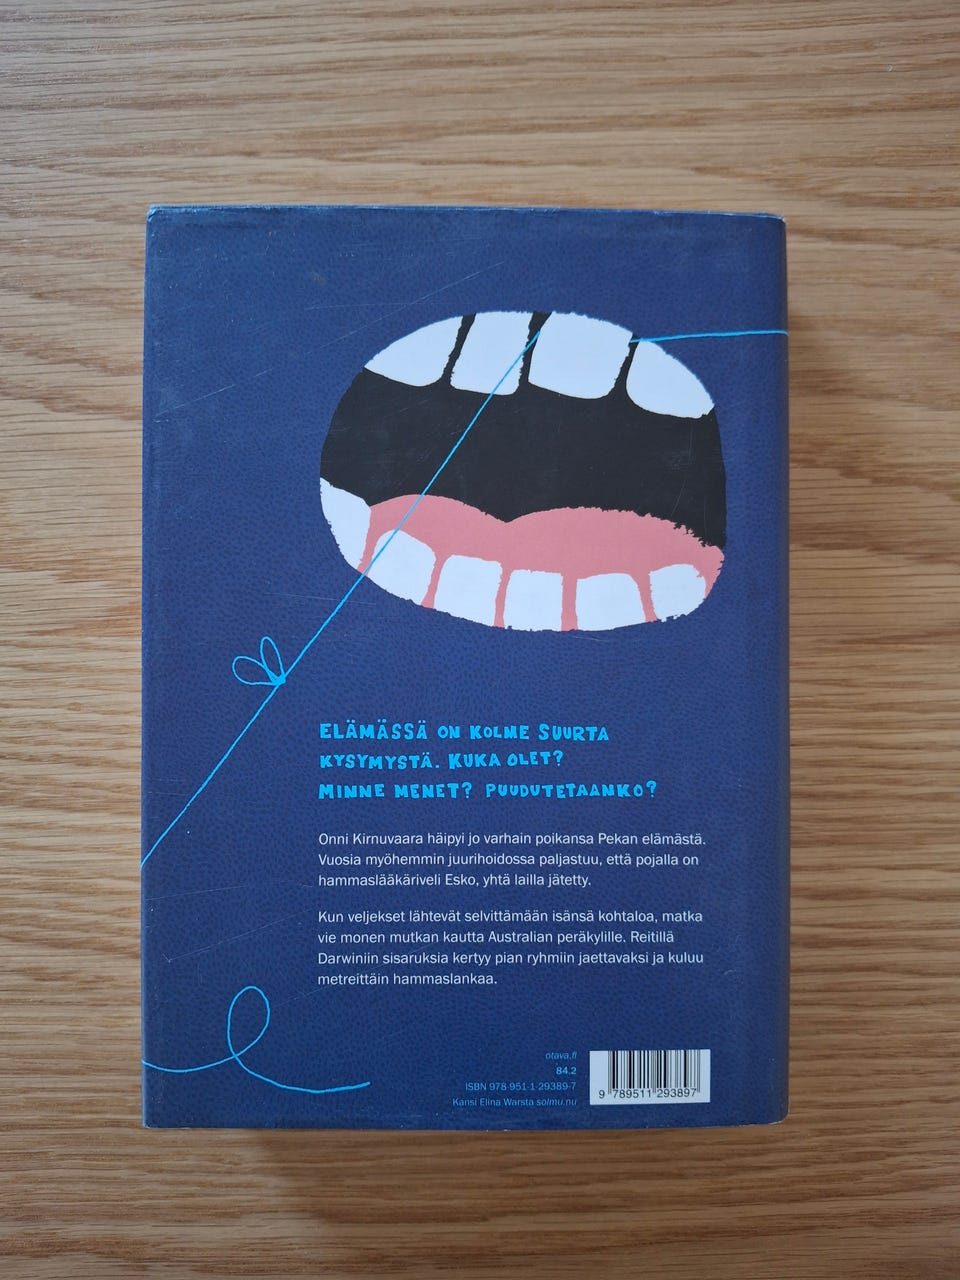 ELÄMÄSSÄ ON KOLME SUURTA
KYSYMYSTÄ. KUKA OLET?
MINNE MENET? PUUDUTETAANKO?
Onni Kirnuvaara häipyi jo varhain poikansa Pekan elämästä.
Vuosia myöhemmin juurihoidossa paljastuu, että pojalla on
hammaslääkäriveli Esko, yhtä lailla jätetty.
Kun veljekset lähtevät selvittämään isänsä kohtaloa, matka
vie monen mutkan kautta Australian peräkylille. Reitillä
Darwiniin sisaruksia kertyy pian ryhmiin jaettavaksi ja kuluu
metreittäin hammaslankaa.
otava.fi
84.2
ISBN 978-951-1-29389-7
Kansi Elina Warsta solmu.nu
9 789511 293897